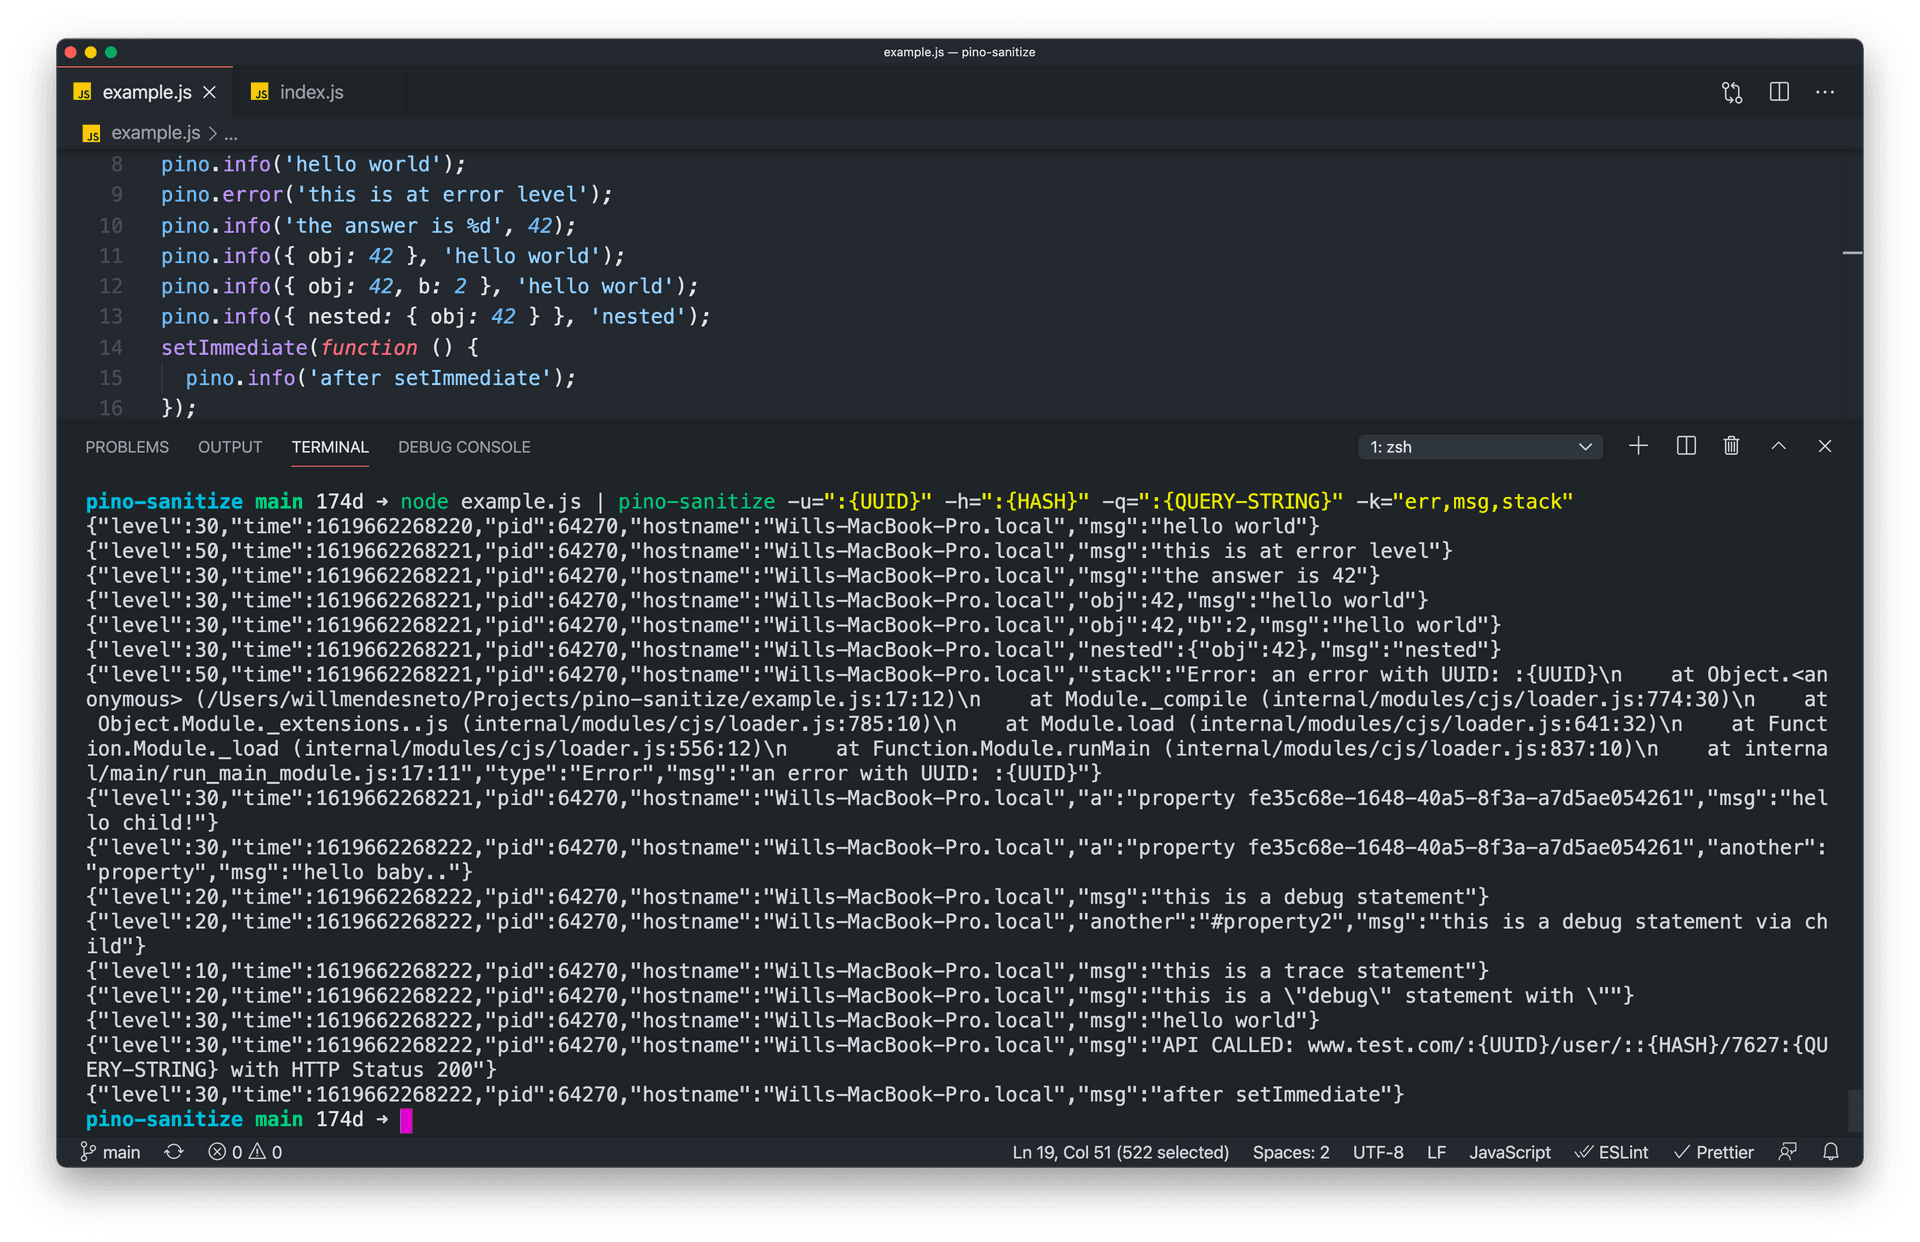 example.js — pino-sanitize
example.js
index.js
example.js > ...
8 pino.info('hello world');
9 pino.error('this is at error level');
10 pino.info('the answer is %d', 42);
11 pino.info({ obj: 42 }, 'hello world');
12 pino.info({ obj: 42, b: 2 }, 'hello world');
13 pino.info({ nested: { obj: 42 } }, 'nested');
14 setImmediate(function () {
15   pino.info('after setImmediate');
16 });
PROBLEMS OUTPUT TERMINAL DEBUG CONSOLE 1: zsh
pino-sanitize main 174d ➜ node example.js | pino-sanitize -u=":{UUID}" -h=":{HASH}" -q=":{QUERY-STRING}" -k="err,msg,stack"
{"level":30,"time":1619662268220,"pid":64270,"hostname":"Wills-MacBook-Pro.local","msg":"hello world"}
{"level":50,"time":1619662268221,"pid":64270,"hostname":"Wills-MacBook-Pro.local","msg":"this is at error level"}
{"level":30,"time":1619662268221,"pid":64270,"hostname":"Wills-MacBook-Pro.local","msg":"the answer is 42"}
{"level":30,"time":1619662268221,"pid":64270,"hostname":"Wills-MacBook-Pro.local","obj":42,"msg":"hello world"}
{"level":30,"time":1619662268221,"pid":64270,"hostname":"Wills-MacBook-Pro.local","obj":42,"b":2,"msg":"hello world"}
{"level":30,"time":1619662268221,"pid":64270,"hostname":"Wills-MacBook-Pro.local","nested":{"obj":42},"msg":"nested"}
{"level":50,"time":1619662268221,"pid":64270,"hostname":"Wills-MacBook-Pro.local","stack":"Error: an error with UUID: :{UUID}\n    at Object.<an
onymous> (/Users/willmendesneto/Projects/pino-sanitize/example.js:17:12)\n    at Module._compile (internal/modules/cjs/loader.js:774:30)\n    at
 Object.Module._extensions..js (internal/modules/cjs/loader.js:785:10)\n    at Module.load (internal/modules/cjs/loader.js:641:32)\n    at Funct
ion.Module._load (internal/modules/cjs/loader.js:556:12)\n    at Function.Module.runMain (internal/modules/cjs/loader.js:837:10)\n    at interna
l/main/run_main_module.js:17:11","type":"Error","msg":"an error with UUID: :{UUID}"}
{"level":30,"time":1619662268221,"pid":64270,"hostname":"Wills-MacBook-Pro.local","a":"property fe35c68e-1648-40a5-8f3a-a7d5ae054261","msg":"hel
lo child!"}
{"level":30,"time":1619662268222,"pid":64270,"hostname":"Wills-MacBook-Pro.local","a":"property fe35c68e-1648-40a5-8f3a-a7d5ae054261","another":
"property","msg":"hello baby.."}
{"level":20,"time":1619662268222,"pid":64270,"hostname":"Wills-MacBook-Pro.local","msg":"this is a debug statement"}
{"level":20,"time":1619662268222,"pid":64270,"hostname":"Wills-MacBook-Pro.local","another":"#property2","msg":"this is a debug statement via ch
ild"}
{"level":10,"time":1619662268222,"pid":64270,"hostname":"Wills-MacBook-Pro.local","msg":"this is a trace statement"}
{"level":20,"time":1619662268222,"pid":64270,"hostname":"Wills-MacBook-Pro.local","msg":"this is a \"debug\" statement with \""}
{"level":30,"time":1619662268222,"pid":64270,"hostname":"Wills-MacBook-Pro.local","msg":"hello world"}
{"level":30,"time":1619662268222,"pid":64270,"hostname":"Wills-MacBook-Pro.local","msg":"API CALLED: www.test.com/:{UUID}/user/::{HASH}/7627:{QU
ERY-STRING} with HTTP Status 200"}
{"level":30,"time":1619662268222,"pid":64270,"hostname":"Wills-MacBook-Pro.local","msg":"after setImmediate"}
pino-sanitize main 174d ➜
main 0 0 Ln 19, Col 51 (522 selected) Spaces: 2 UTF-8 LF JavaScript ESLint Prettier